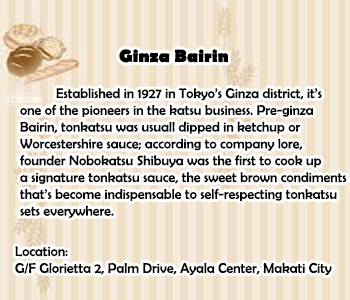 Ginza Bairin
Established in 1927 in Tokyo's Ginza district, it's
one of the pioneers in the katsu business. Pre-ginza
Bairin, tonkatsu was usuall dipped in ketchup or
Worcestershire sauce; according to company lore,
founder Nobokatsu Shibuya was the first to cook up
a signature tonkatsu sauce, the sweet brown condiments
that's become indispensable to self-respecting tonkatsu
sets everywhere.
Location:
G/F Glorietta 2, Palm Drive, Ayala Center, Makati City